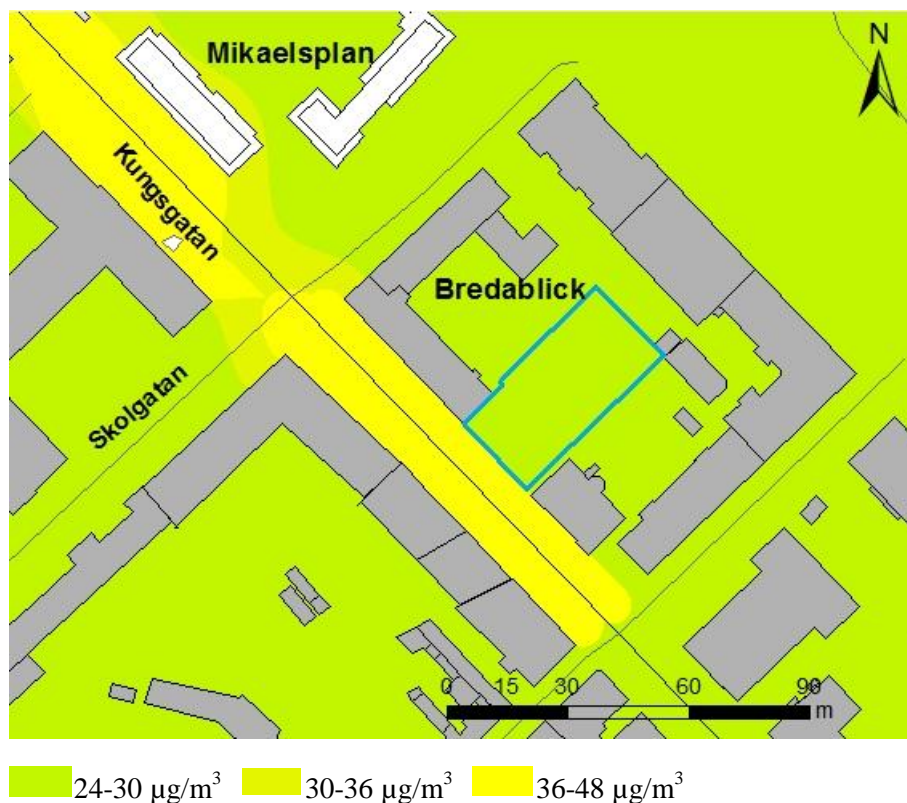 Mikaelsplan
N
Kungsgatan
Bredablick
Skolgatan
0 15 30 60 90
m
24-30 µg/m³ 30-36 µg/m³ 36-48 µg/m³